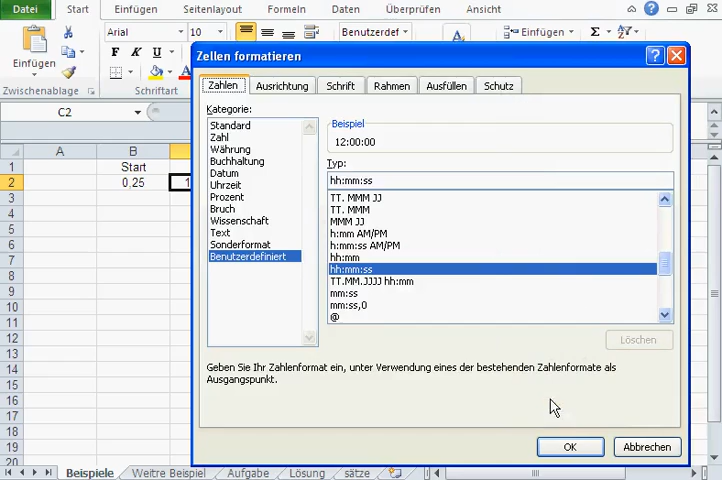 Datei Start Einfügen Seitenlayout Formeln Daten Überprüfen Ansicht
Arial 10 Benutzerdef Einfügen Σ
Einfügen F K U
Zwischenablage Schriftart
C2
A B
1 Start
2 0,25 1
3
4
5
6
7
8
9
10
11
12
13
14
15
16
17
18
19
20
Zellen formatieren
Zahlen Ausrichtung Schrift Rahmen Ausfüllen Schutz
Kategorie:
Standard
Zahl
Währung
Buchhaltung
Datum
Uhrzeit
Prozent
Bruch
Wissenschaft
Text
Sonderformat
Benutzerdefiniert
Beispiel
12:00:00
Typ:
hh:mm:ss
TT. MMM JJ
TT. MMM
MMM JJ
h:mm AM/PM
h:mm:ss AM/PM
hh:mm
hh:mm:ss
TT.MM.JJJJ hh:mm
mm:ss
mm:ss,0
@
Löschen
Geben Sie Ihr Zahlenformat ein, unter Verwendung eines der bestehenden Zahlenformate als
Ausgangspunkt.
OK Abbrechen
Beispiele Weitre Beispiel Aufgabe Lösung sätze